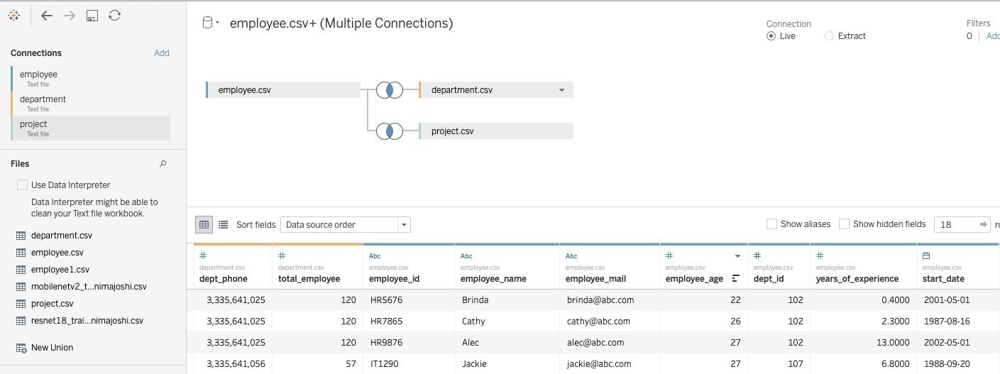 employee.csv+ (Multiple Connections)
Connection
Live
Extract
Filters
0
Connections
Add
employee
Text file
department
Text file
project
Text file
employee.csv
department.csv
project.csv
Files
Use Data Interpreter
Data Interpreter might be able to
clean your Text file workbook.
department.csv
employee.csv
employee1.csv
mobilenetv2_t...nimajoshi.csv
project.csv
resnet18_trai...nimajoshi.csv
New Union
Sort fields
Data source order
Show aliases
Show hidden fields
18
Abc Abc Abc
department.csv department.csv employee.csv employee.csv employee.csv employee.csv employee.csv employee.csv employee.csv
dept_phone total_employee employee_id employee_name employee_mail employee_age dept_id years_of_experience start_date
3,335,641,025 120 HR5676 Brinda brinda@abc.com 22 102 0.4000 2001-05-01
3,335,641,025 120 HR7865 Cathy cathy@abc.com 26 102 2.3000 1987-08-16
3,335,641,025 120 HR9876 Alec alec@abc.com 27 102 13.0000 2002-05-01
3,335,641,056 57 IT1290 Jackie jackie@abc.com 27 107 6.8000 1988-09-20